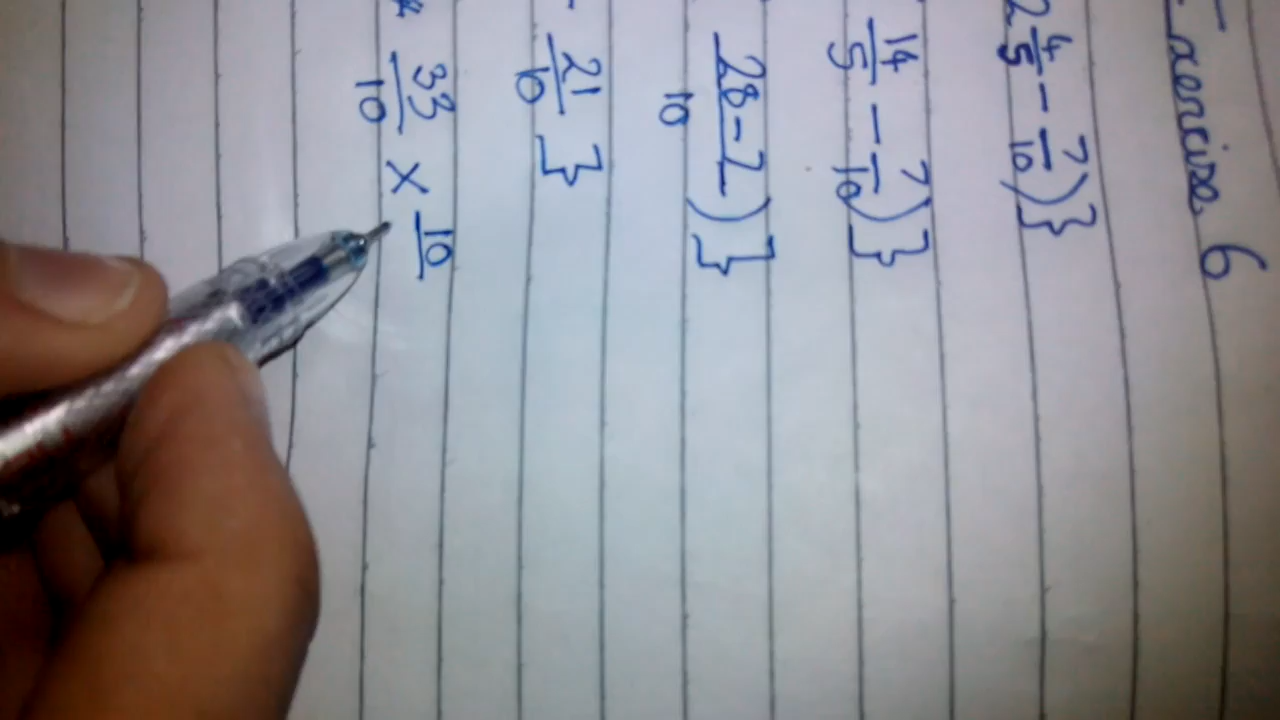 Exercise 6
2 4/5 - 7/10)}
14/5 - 7/10)}
28-7/10)]}
21/10 }
33/10 × 10/